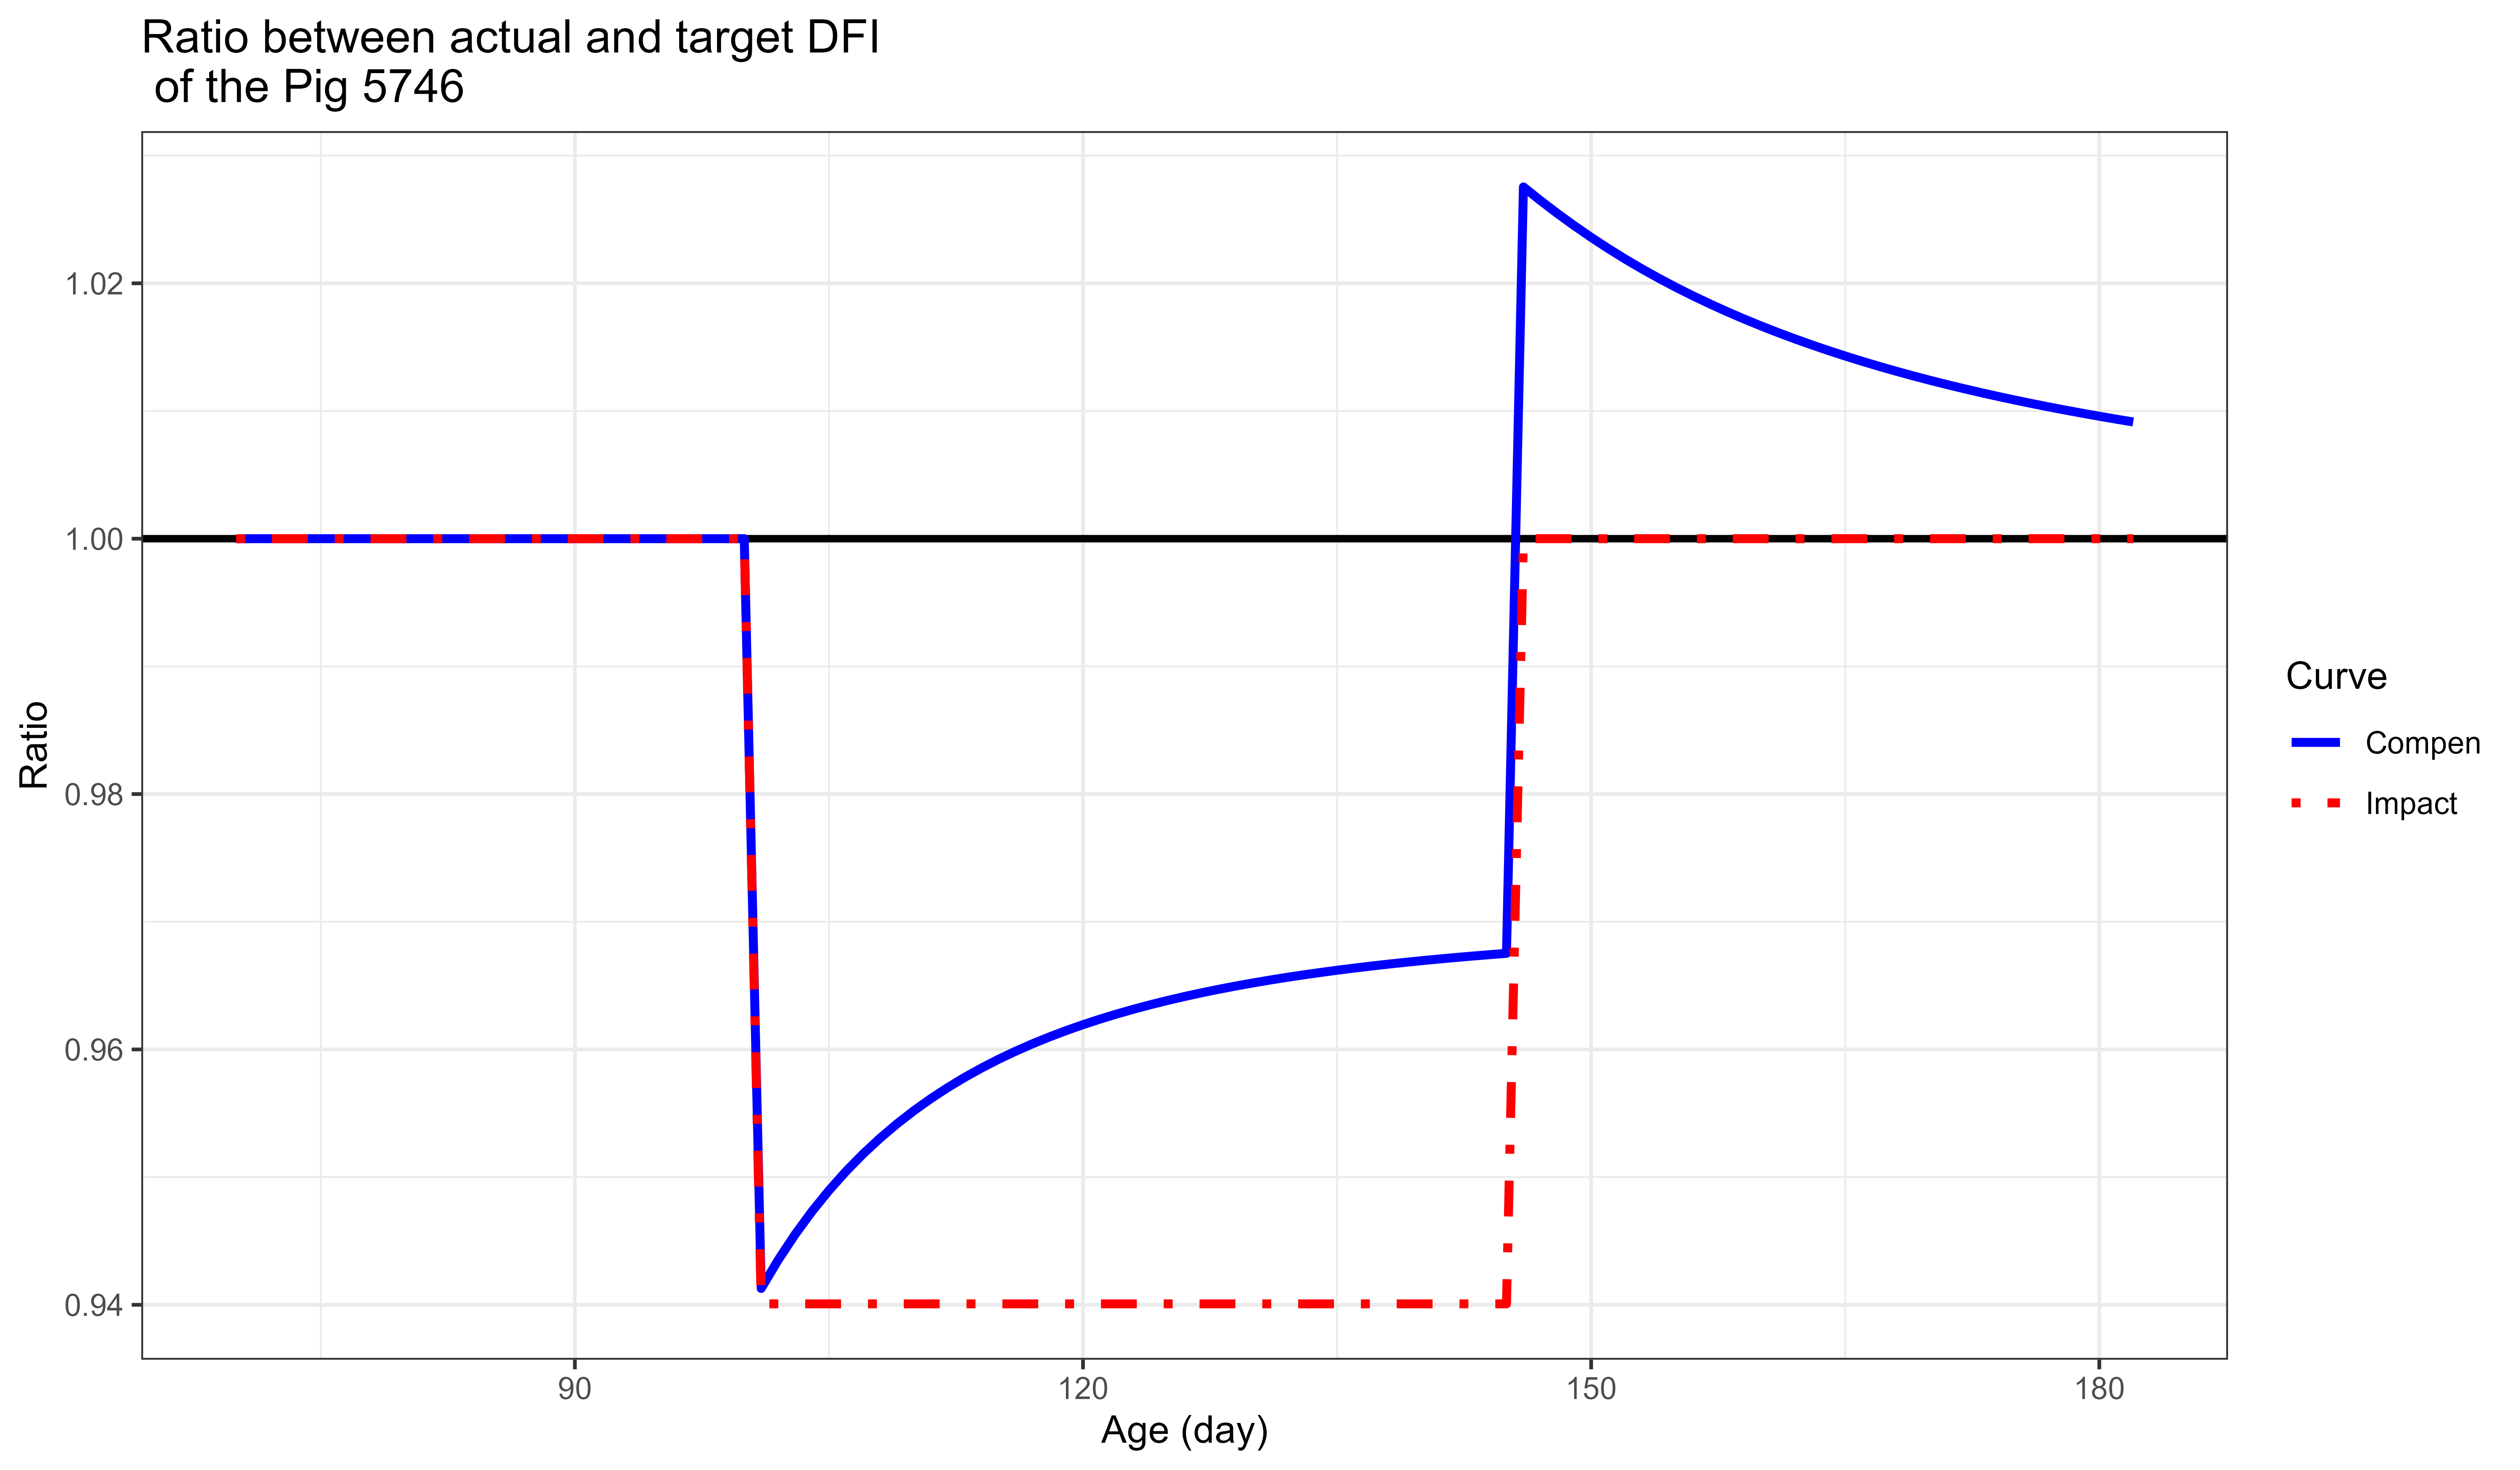 Ratio between actual and target DFI
of the Pig 5746
1.02
1.00
0.98
0.96
0.94
Ratio
90
120
150
180
Age (day)
Curve
Compen
Impact